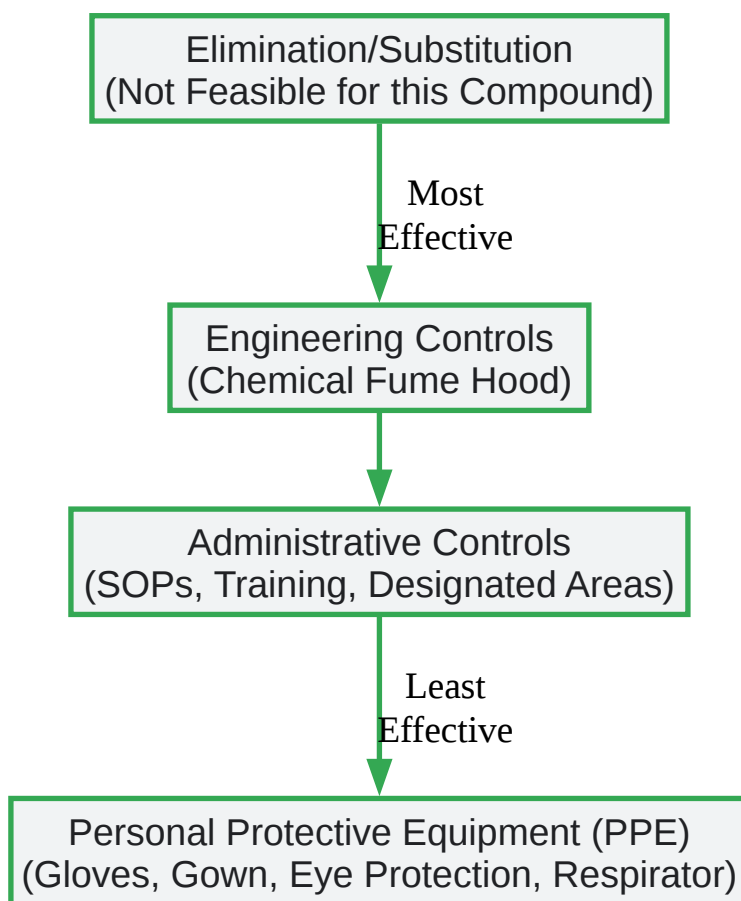 Elimination/Substitution
(Not Feasible for this Compound)
Most
Effective
Engineering Controls
(Chemical Fume Hood)
Administrative Controls
(SOPs, Training, Designated Areas)
Least
Effective
Personal Protective Equipment (PPE)
(Gloves, Gown, Eye Protection, Respirator)